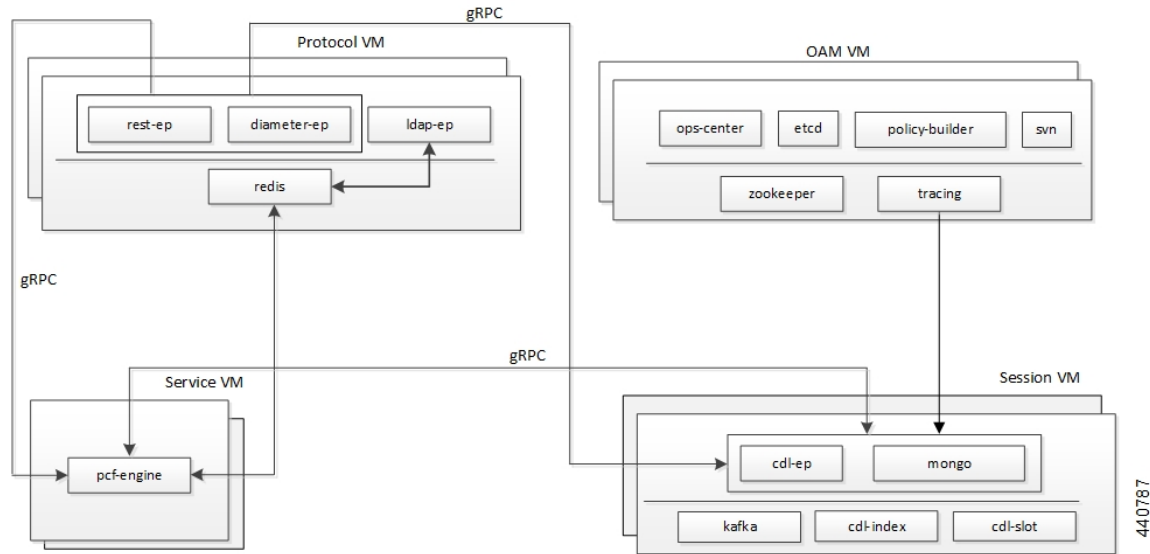 gRPC
Protocol VM
OAM VM
rest-ep
diameter-ep
ldap-ep
redis
ops-center
etcd
policy-builder
svn
zookeeper
tracing
gRPC
gRPC
Service VM
Session VM
pcf-engine
cdl-ep
mongo
kafka
cdl-index
cdl-slot
440787